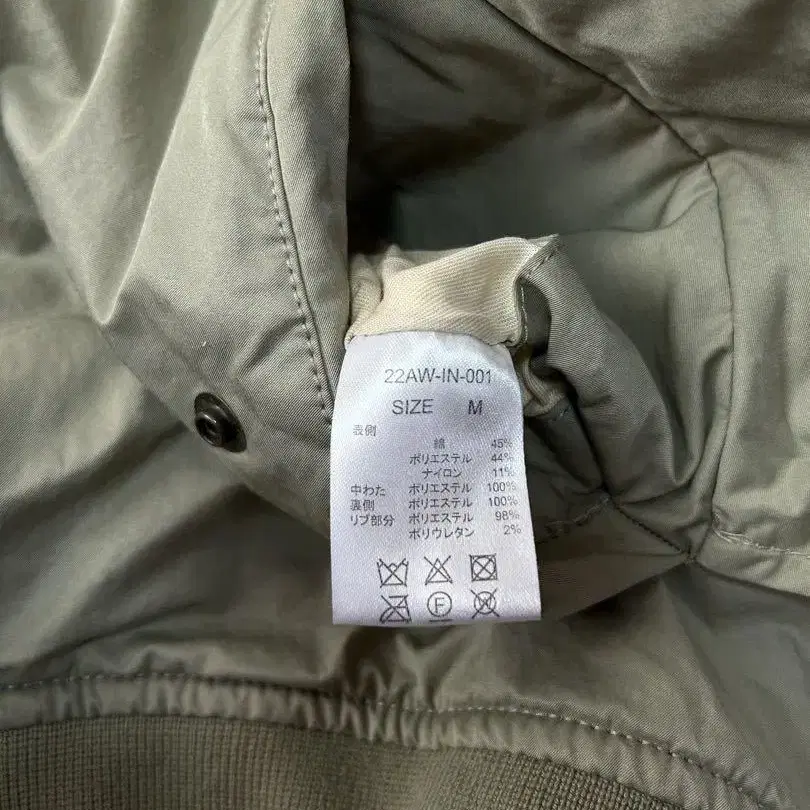 22AW-IN-001
SIZE M
表側
綿 45%
ポリエステル 44%
ナイロン 11%
中わた ポリエステル 100%
裏側 ポリエステル 100%
リブ部分 ポリエステル 98%
ポリウレタン 2%
F W